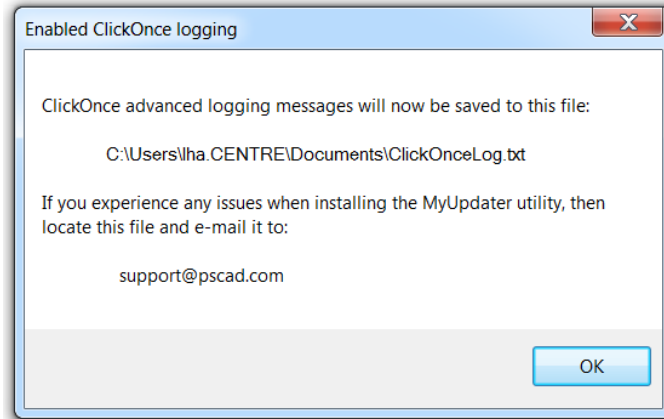 Enabled ClickOnce logging
ClickOnce advanced logging messages will now be saved to this file:
C:\Users\lha.CENTRE\Documents\ClickOnceLog.txt
If you experience any issues when installing the MyUpdater utility, then
locate this file and e-mail it to:
support@pscad.com
OK